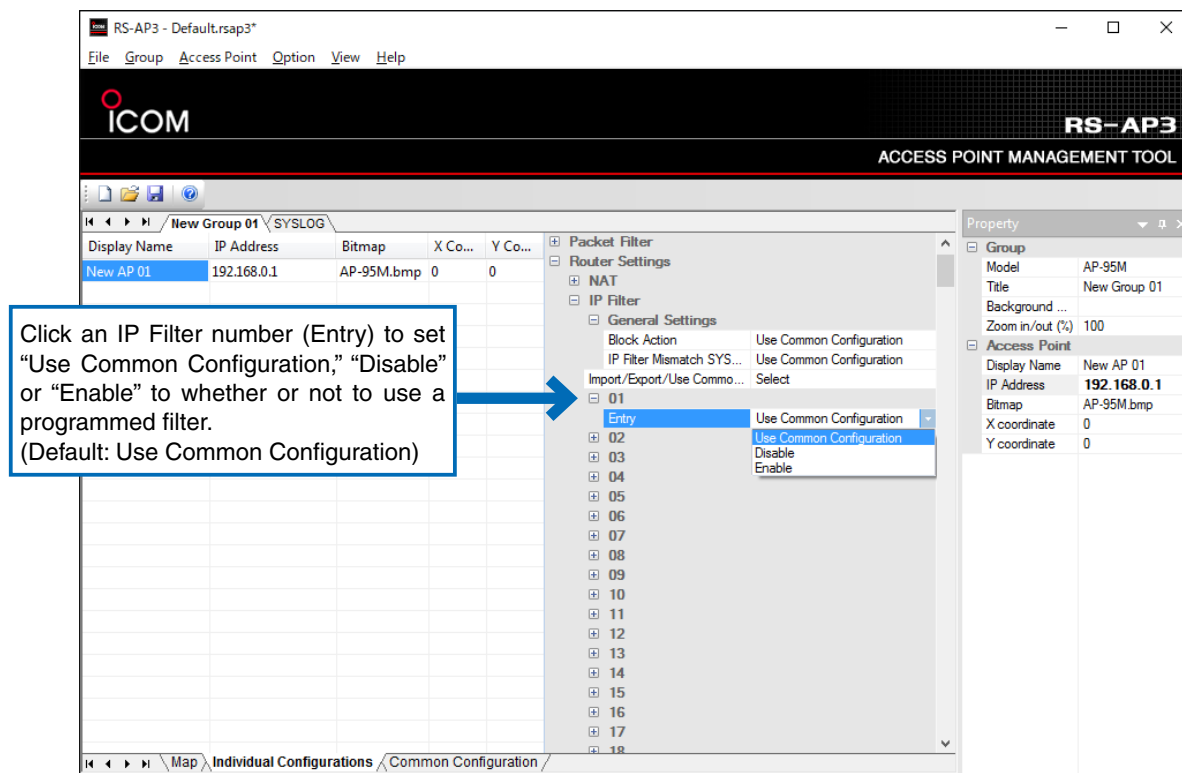 RS-AP3 - Default.rsap3*
File Group Access Point Option View Help
ICOM
RS-AP3
ACCESS POINT MANAGEMENT TOOL
New Group 01 SYSLOG
Display Name IP Address Bitmap X Co... Y Co...
New AP 01 192.168.0.1 AP-95M.bmp 0 0
Click an IP Filter number (Entry) to set
“Use Common Configuration,” “Disable”
or “Enable” to whether or not to use a
programmed filter.
(Default: Use Common Configuration)
Packet Filter
Router Settings
NAT
IP Filter
General Settings
Block Action Use Common Configuration
IP Filter Mismatch SYS... Use Common Configuration
Import/Export/Use Commo... Select
01
Entry Use Common Configuration
Use Common Configuration
Disable
Enable
02
03
04
05
06
07
08
09
10
11
12
13
14
15
16
17
18
Property
Group
Model AP-95M
Title New Group 01
Background ...
Zoom in/out (%) 100
Access Point
Display Name New AP 01
IP Address 192.168.0.1
Bitmap AP-95M.bmp
X coordinate 0
Y coordinate 0
Map Individual Configurations Common Configuration